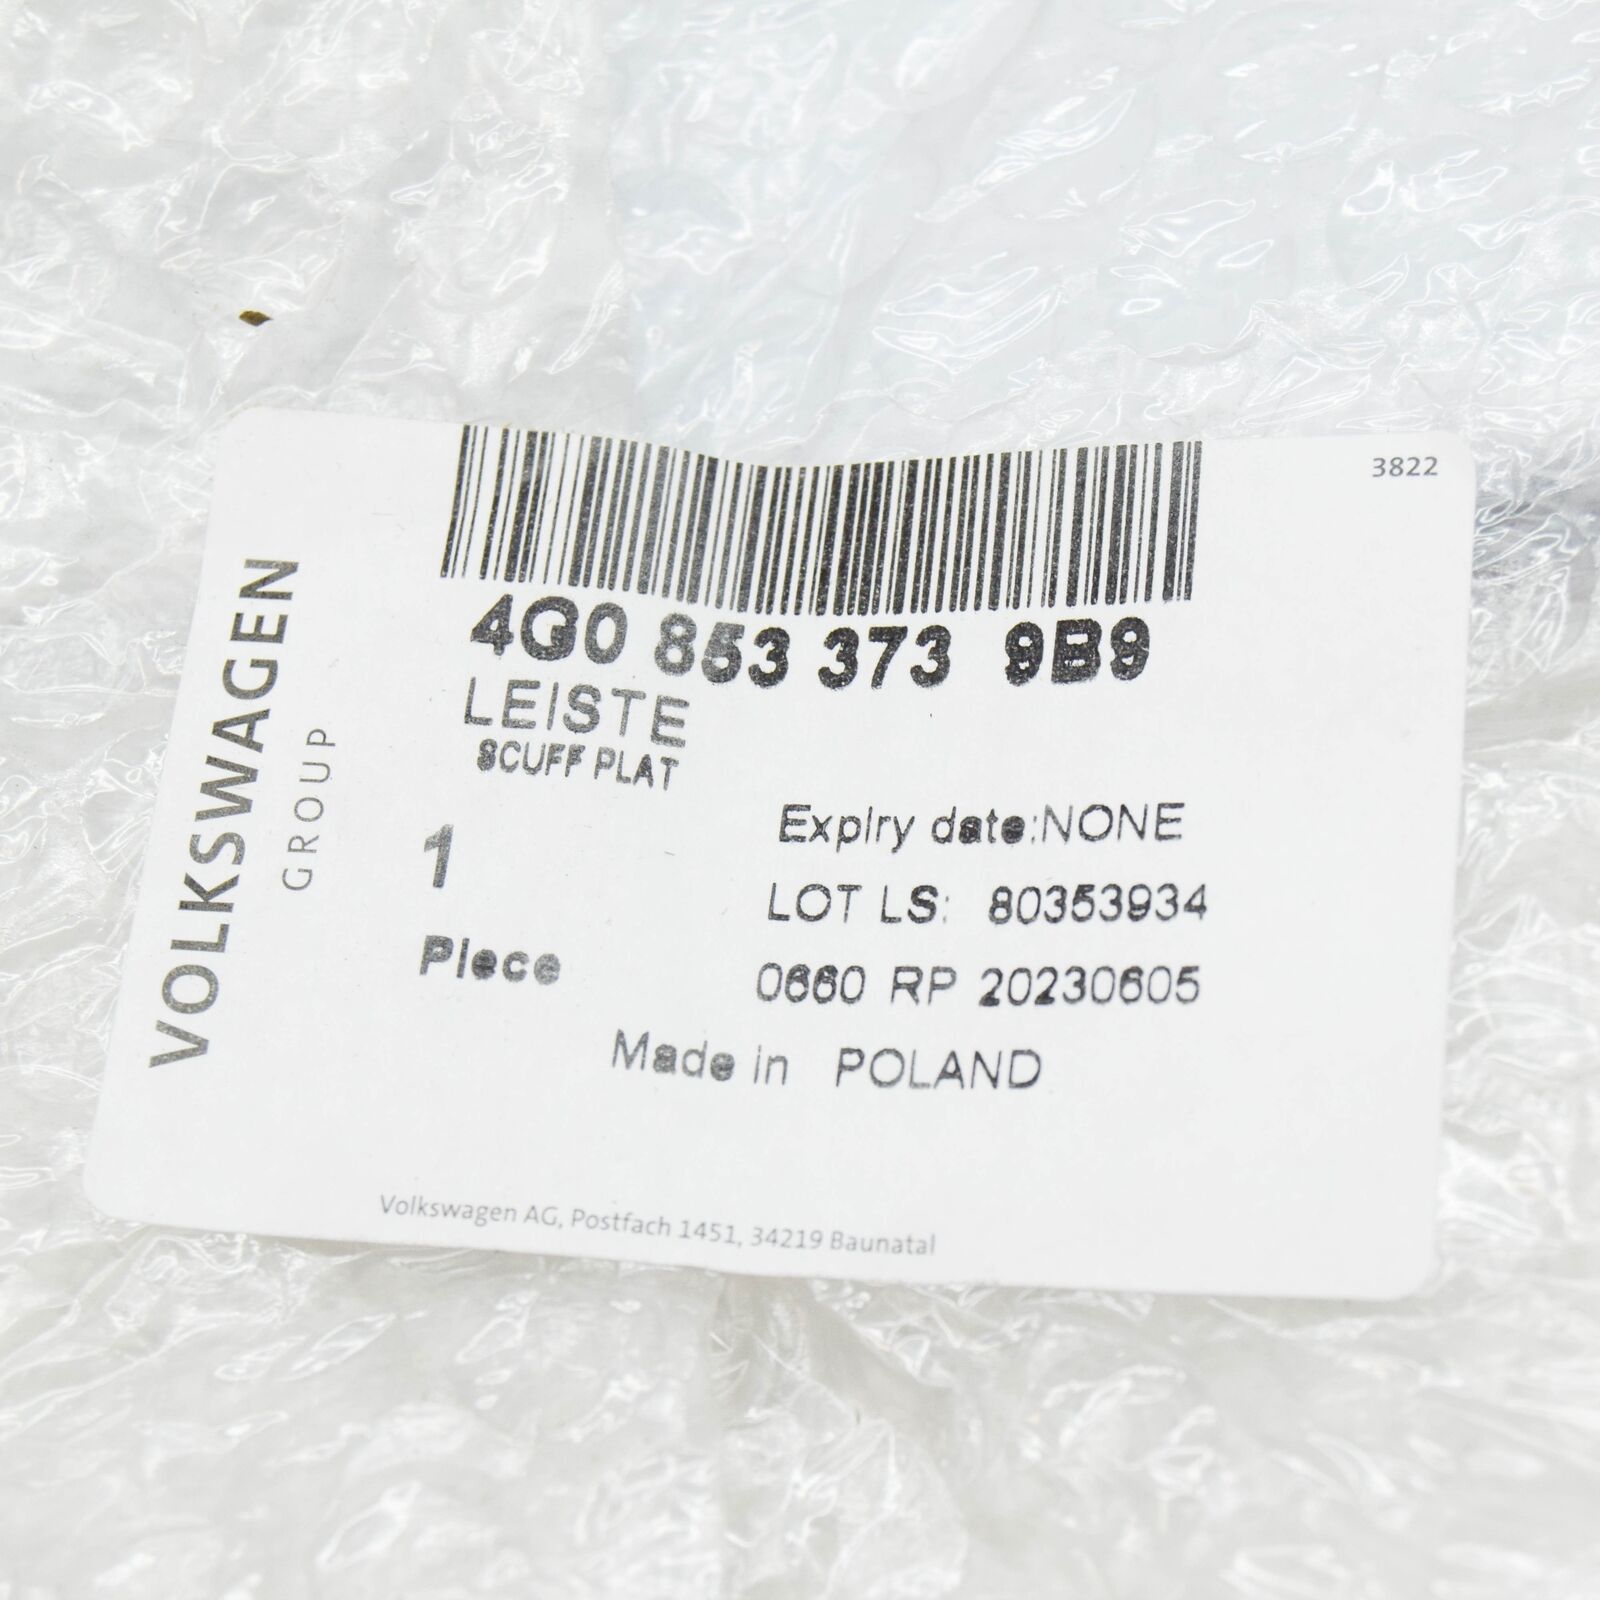 3822
VOLKSWAGEN
GROUP
4G0 853 373 9B9
LEISTE
SCUFF PLAT
1
Piece
Expiry date:NONE
LOT LS: 80353934
0660 RP 20230605
Made in POLAND
Volkswagen AG, Postfach 1451, 34219 Baunatal